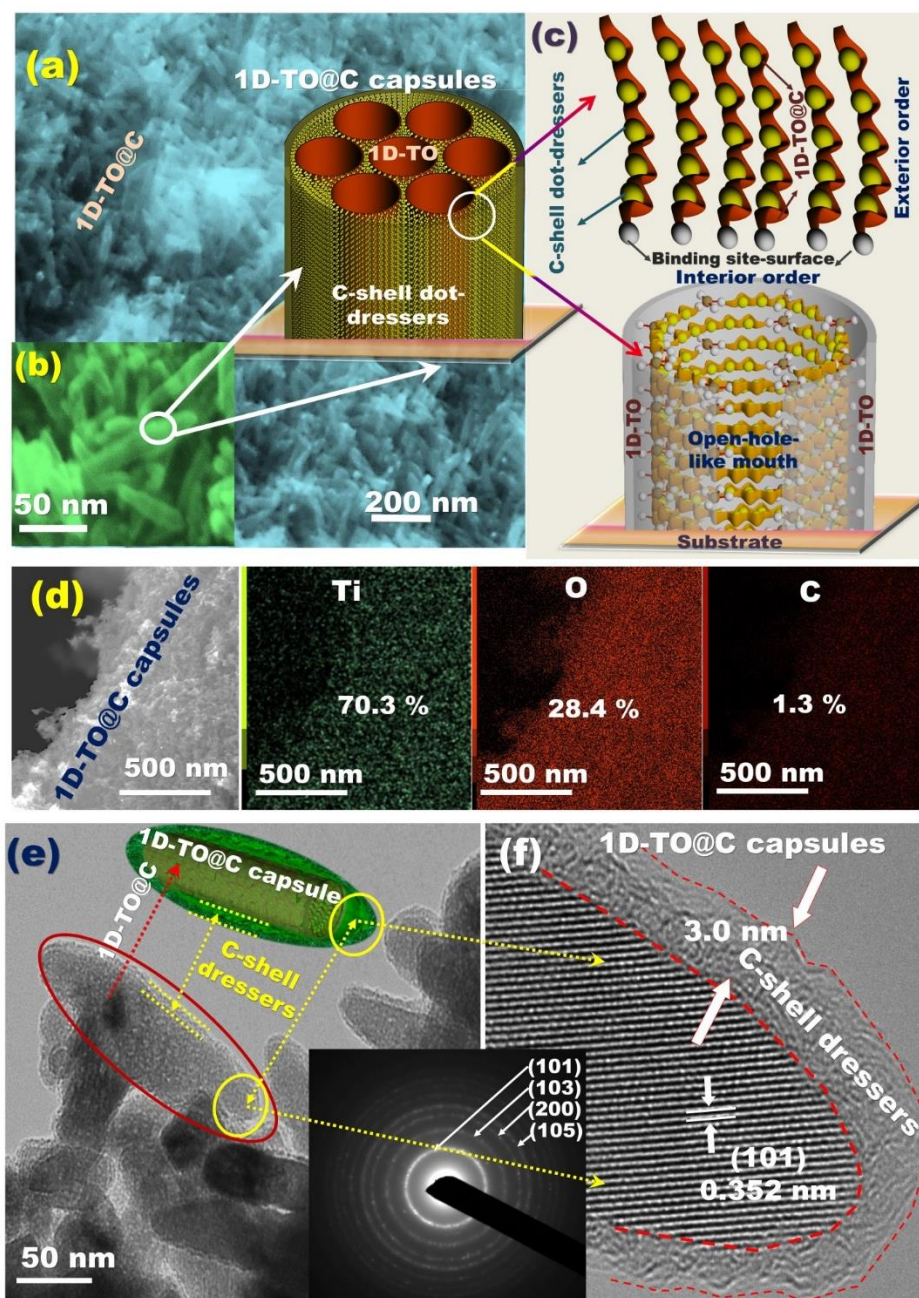 (a)
1D-TO@C capsules
1D-TO@C
1D-TO
C-shell dot-
dressers
(b)
50 nm
200 nm
(c)
C-shell dot-dressers
1D-TO@C
Exterior order
Binding site-surface
Interior order
1D-TO
Open-hole-
like mouth
1D-TO
Substrate
(d)
1D-TO@C capsules
500 nm
Ti
70.3 %
500 nm
O
28.4 %
500 nm
C
1.3 %
500 nm
(e)
1D-TO@C capsule
1D-TO@C
C-shell
dressers
(101)
(103)
(200)
(105)
50 nm
(f)
1D-TO@C capsules
3.0 nm
C-shell dressers
(101)
0.352 nm